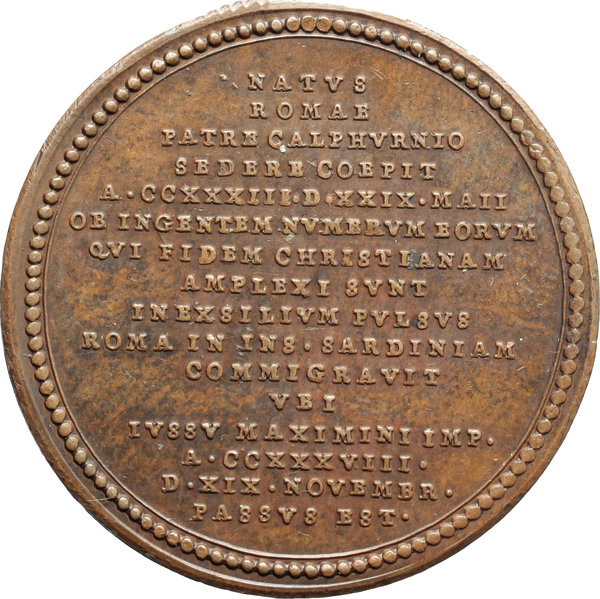 NATVS
ROMAE
PATRE CALPHVRNIO
SEDERE COEPIT
A · CCXXXIII · D · XXIX · MAII
OB INGENTEM NVMERVM EORVM
QVI FIDEM CHRISTIANAM
AMPLEXI SVNT
IN EXSILIVM PVLSVS
ROMA IN INS · SARDINIAM
COMMIGRAVIT
VBI
IVSSV MAXIMINI IMP ·
A · CCXXXVIII ·
D · XIX · NOVEMBR ·
PASSVS EST ·